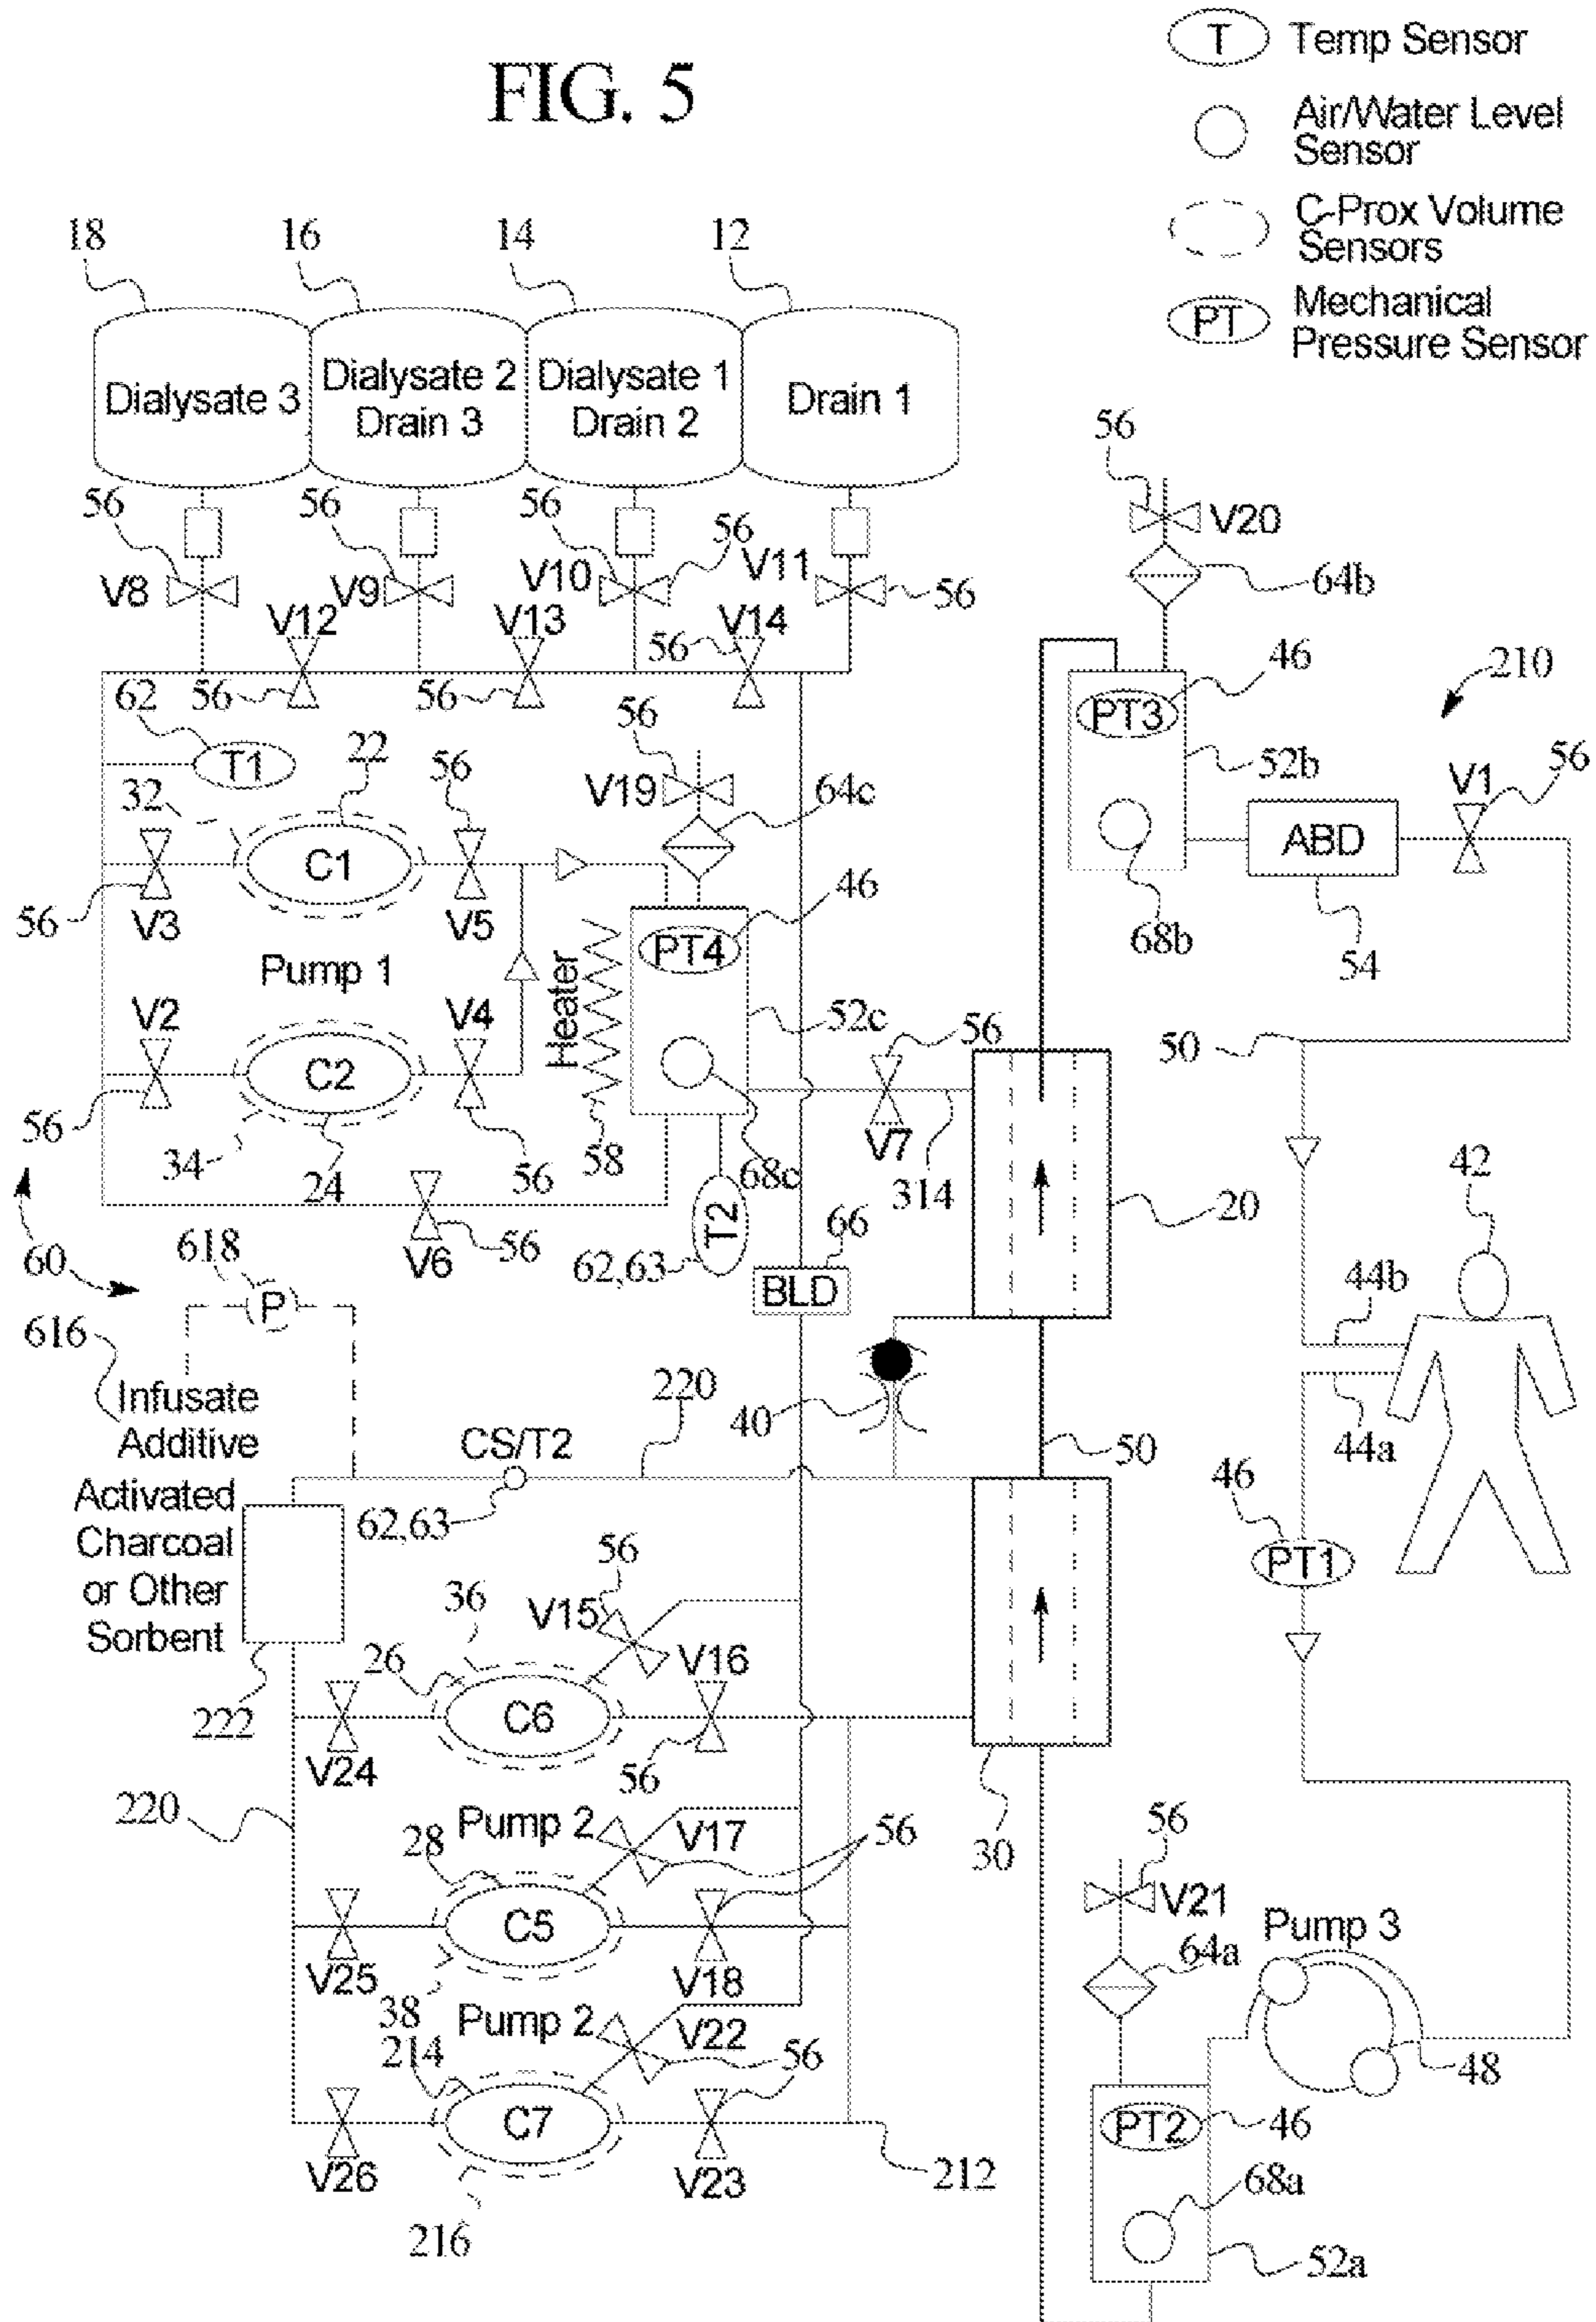 FIG. 5
T Temp Sensor
Air/Water Level
Sensor
C-Prox Volume
Sensors
PT Mechanical
Pressure Sensor
18 16 14 12
Dialysate 3
Dialysate 2
Drain 3
Dialysate 1
Drain 2
Drain 1
56 56 56 56
V8 V9 V10 V11 56
V12 V13 V14
56 56 56
56
V20
64b
46
210
PT3
52b
V1
56
68b
ABD
54
62
T1
22
56
56
V19
64c
32
C1
56
V3
V5
46
PT4
Pump 1
Heater
52c
V2
V4
C2
56
34
24
56
58
68c
56
V7
314
50
20
42
60
V6
56
T2
62,63
66
BLD
618
P
616
Infusate
Additive
44b
44a
220
40
50
CS/T2
62,63
46
PT1
Activated
Charcoal
or Other
Sorbent
222
56
36
V15
26
V16
C6
V24
56
220
Pump 2
28
V17
56
30
C5
V25
38
V18
56
V21
Pump 3
64a
Pump 2
V22
214
56
48
C7
PT2
46
V26
V23
212
216
68a
52a